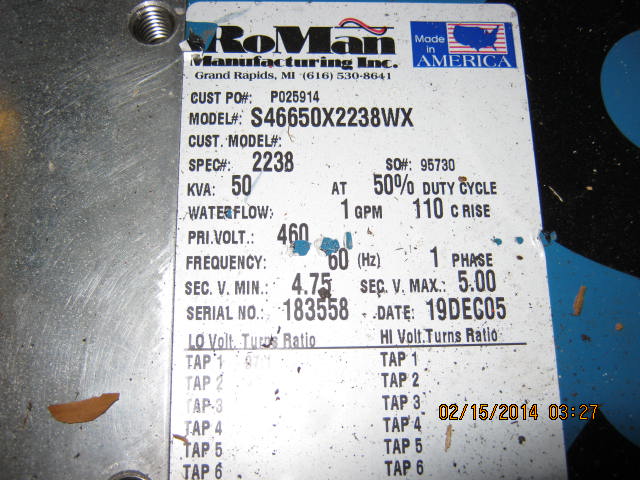 RoMan
Manufacturing Inc.
Grand Rapids, MI (616) 530-8641
Made in
AMERICA
CUST PO#: P025914
MODEL#: S46650X2238WX
CUST. MODEL#:
SPEC#: 2238 SO#: 95730
KVA: 50 AT 50% DUTY CYCLE
WATERFLOW: 1 GPM 110 C RISE
PRI.VOLT.: 460
FREQUENCY: 60 (Hz) 1 PHASE
SEC. V. MIN.: 4.75 SEC. V. MAX.: 5.00
SERIAL NO.: 183558 DATE: 19DEC05
LO Volt. Turns Ratio HI Volt.Turns Ratio
TAP 1 TAP 1
TAP 2 TAP 2
TAP 3 TAP 3
TAP 4 TAP 4
TAP 5 TAP 5
TAP 6 TAP 6
02/15/2014 03:27